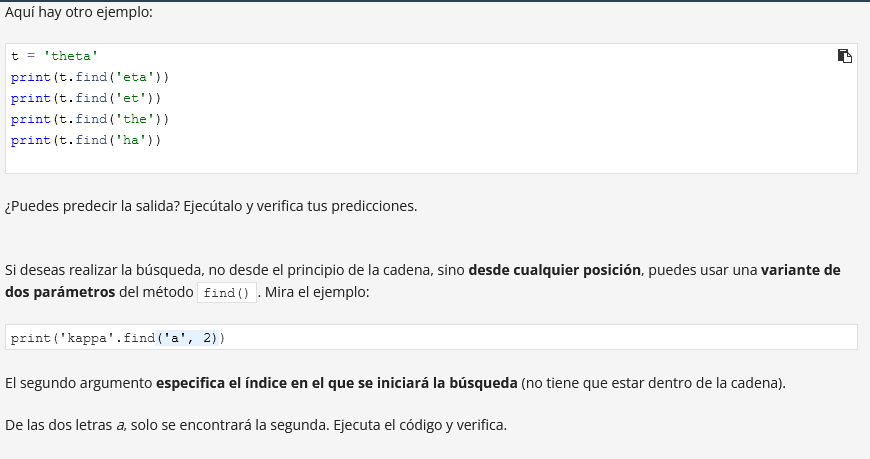 Aquí hay otro ejemplo:
t = 'theta'
print(t.find('eta'))
print(t.find('et'))
print(t.find('the'))
print(t.find('ha'))
¿Puedes predecir la salida? Ejecútalo y verifica tus predicciones.
Si deseas realizar la búsqueda, no desde el principio de la cadena, sino desde cualquier posición, puedes usar una variante de
dos parámetros del método find() . Mira el ejemplo:
print('kappa'.find('a', 2))
El segundo argumento especifica el índice en el que se iniciará la búsqueda (no tiene que estar dentro de la cadena).
De las dos letras a, solo se encontrará la segunda. Ejecuta el código y verifica.